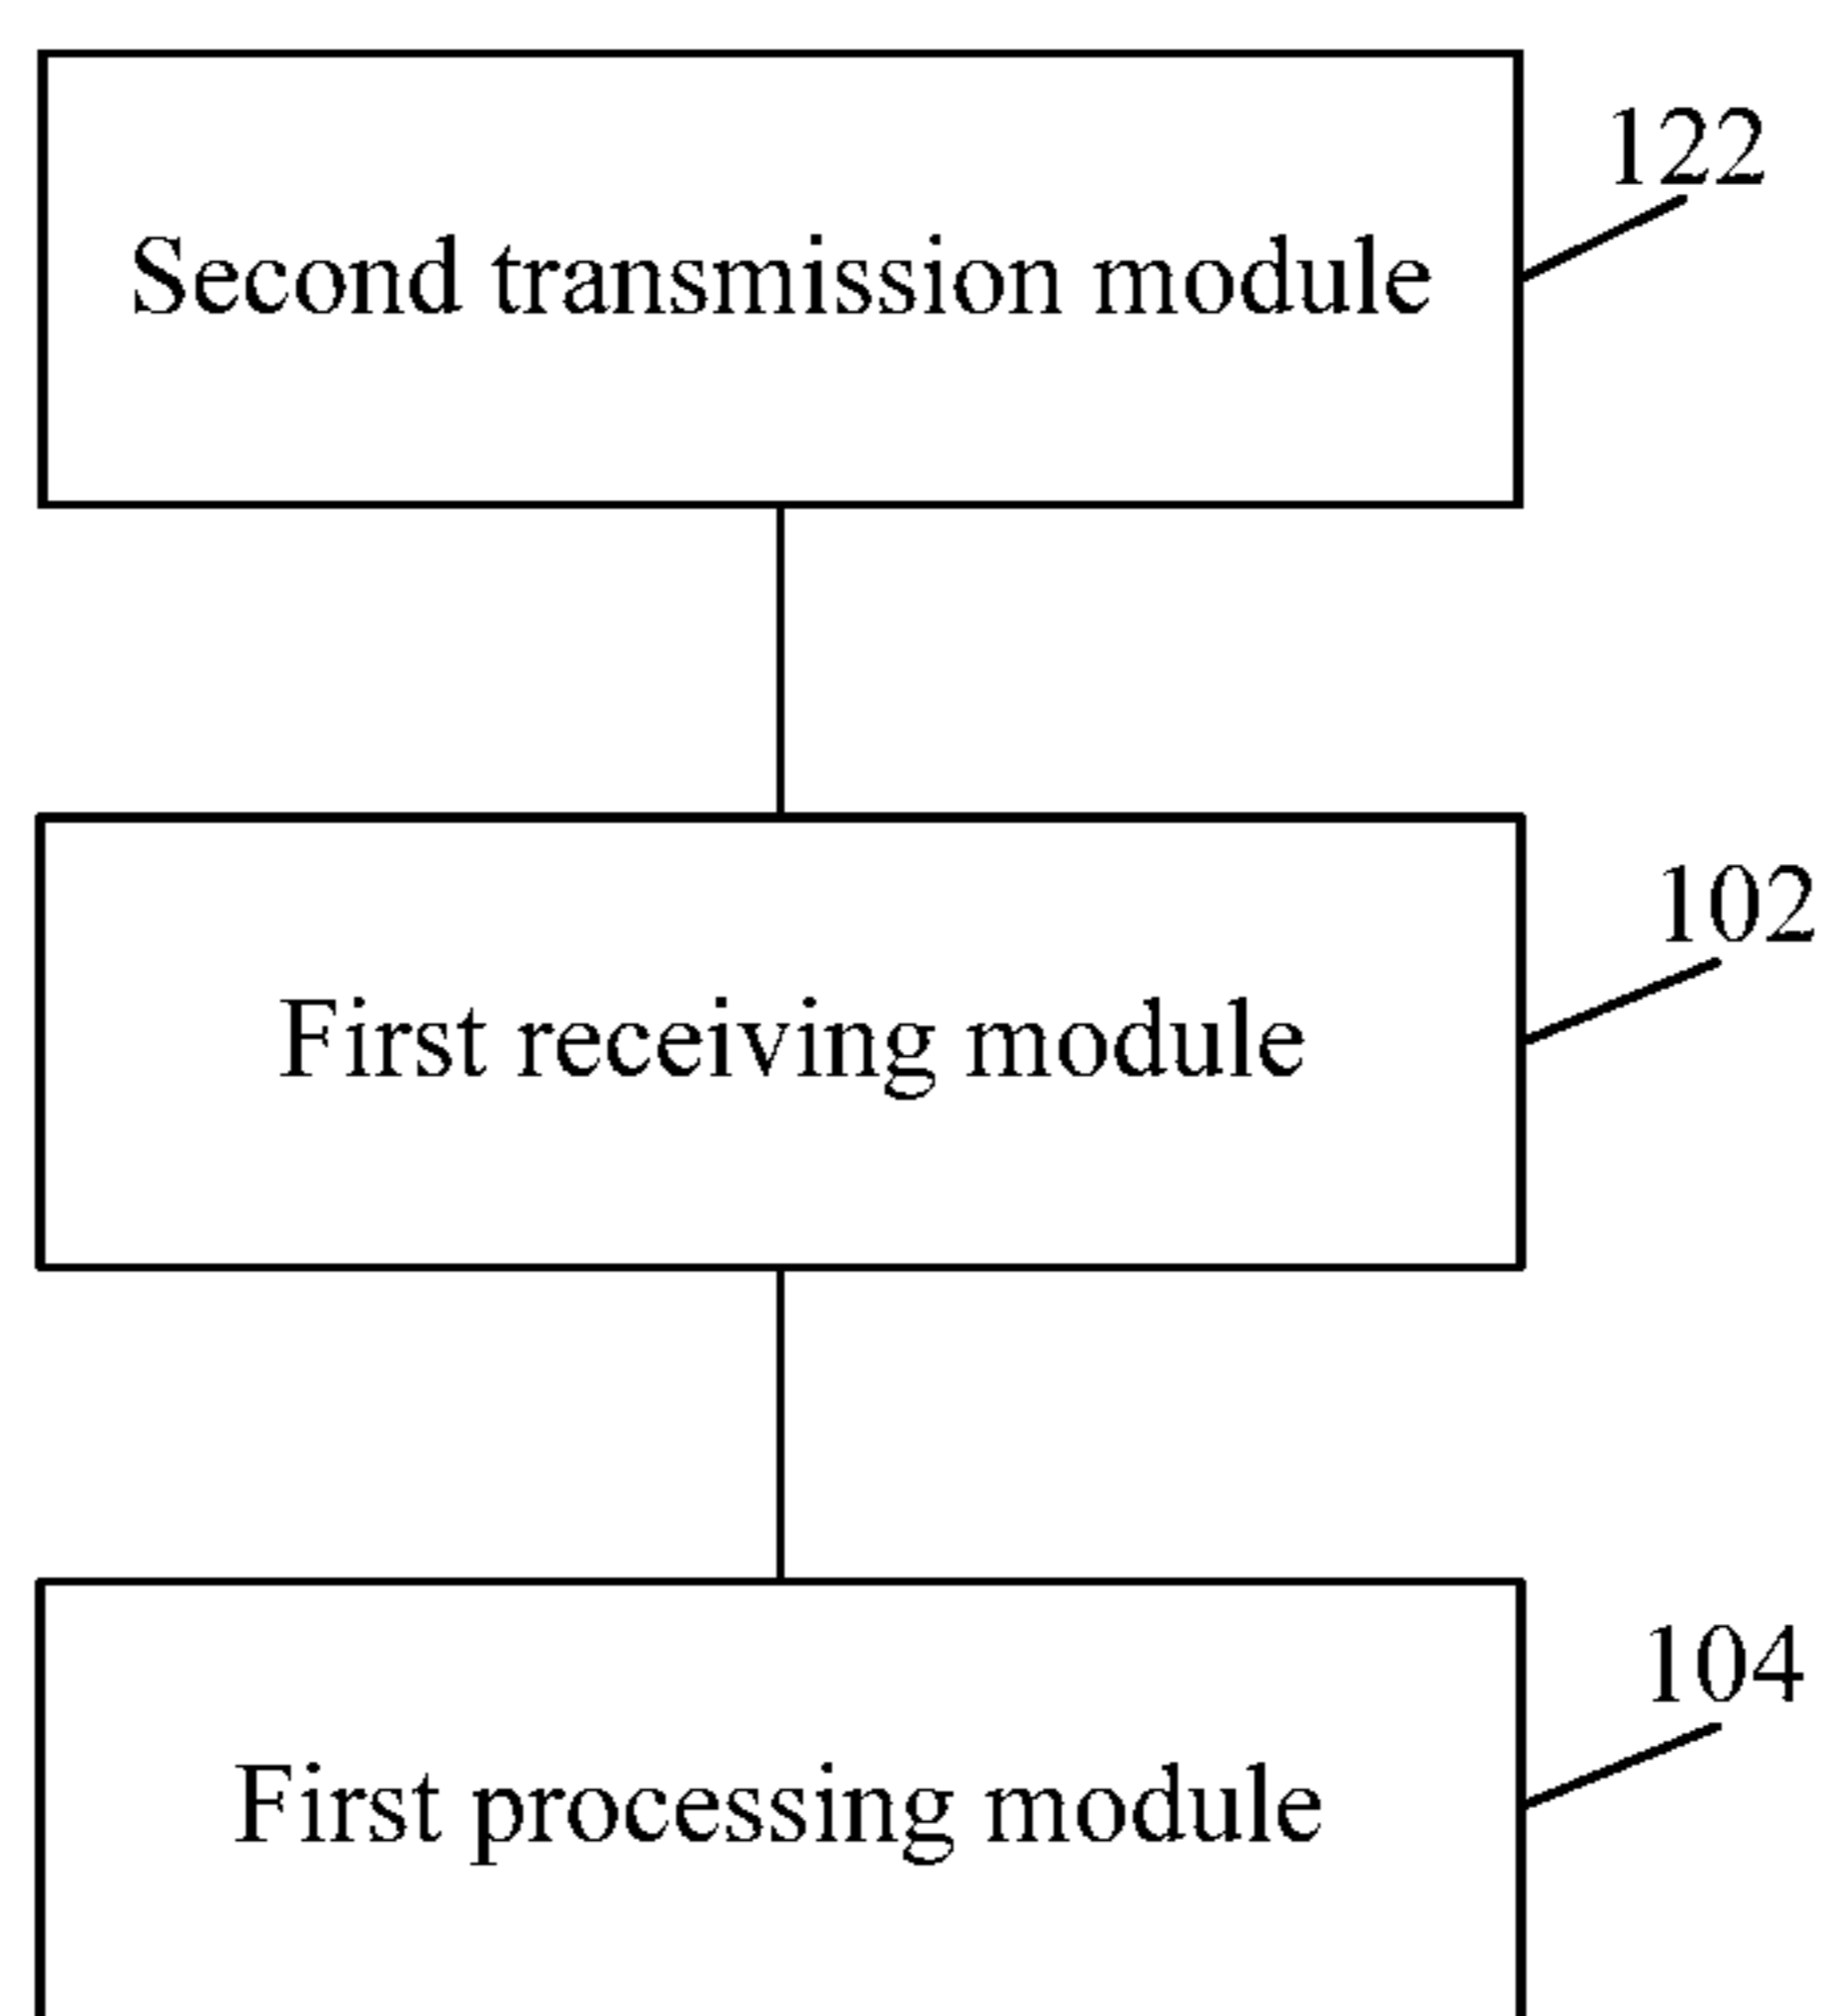 122
Second transmission module
102
First receiving module
104
First processing module